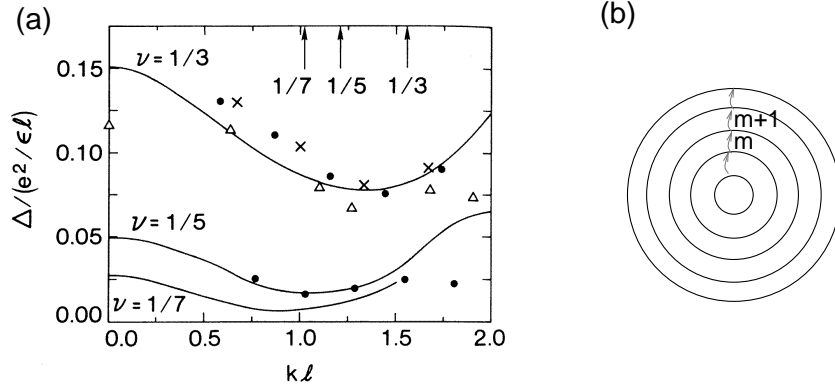 (a)
(b)
ν = 1/3
1/7
1/5
1/3
0.15
0.10
0.05
0.00
Δ/(e²/εℓ)
ν = 1/5
ν = 1/7
0.0
0.5
1.0
1.5
2.0
kℓ
m+1
m